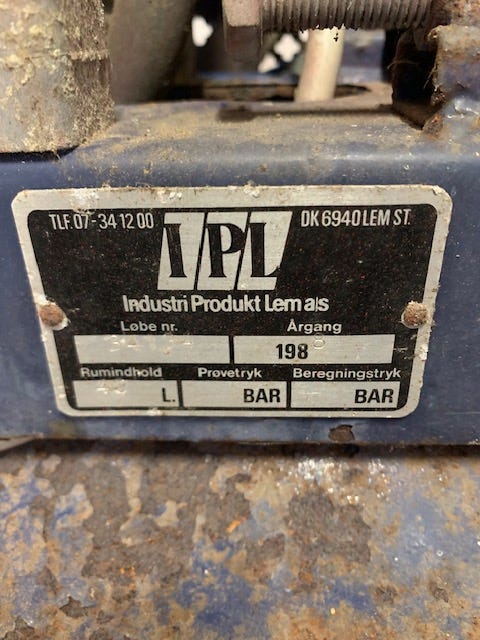 TLF. 07-34 12 00
IPL
DK 6940 LEM ST.
Industri Produkt Lem a/s
Løbe nr.
Årgang
198
Rumindhold
Prøvetryk
Beregningstryk
L.
BAR
BAR